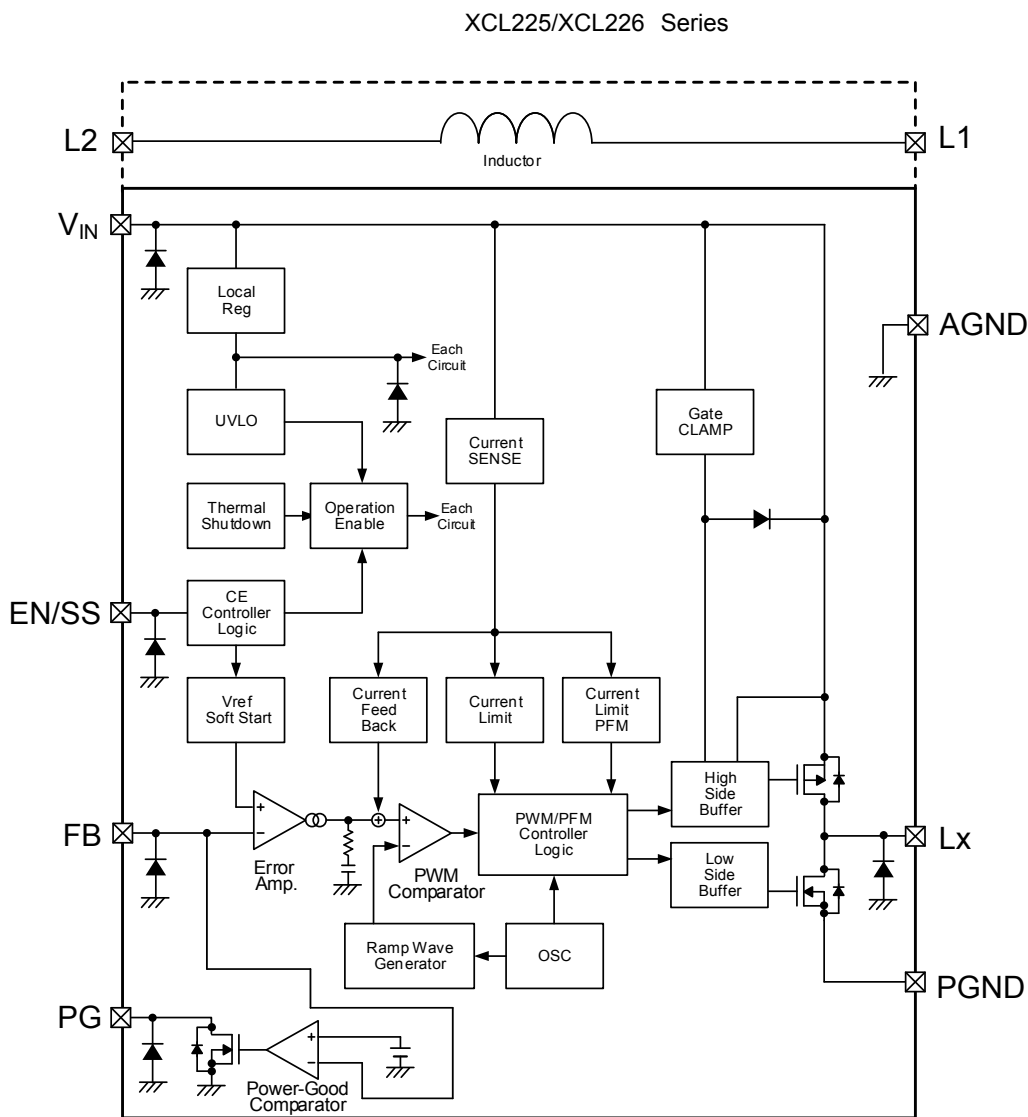 XCL225/XCL226 Series
L2
L1
Inductor
VIN
Local
Reg
AGND
Each
Circuit
UVLO
Current
SENSE
Gate
CLAMP
Thermal
Shutdown
Operation
Enable
Each
Circuit
EN/SS
CE
Controller
Logic
Vref
Soft Start
Current
Feed
Back
Current
Limit
Current
Limit
PFM
High
Side
Buffer
FB
+
−
+
+
−
PWM/PFM
Controller
Logic
Lx
Error
Amp.
PWM
Comparator
Low
Side
Buffer
Ramp Wave
Generator
OSC
PGND
PG
+
−
Power-Good
Comparator